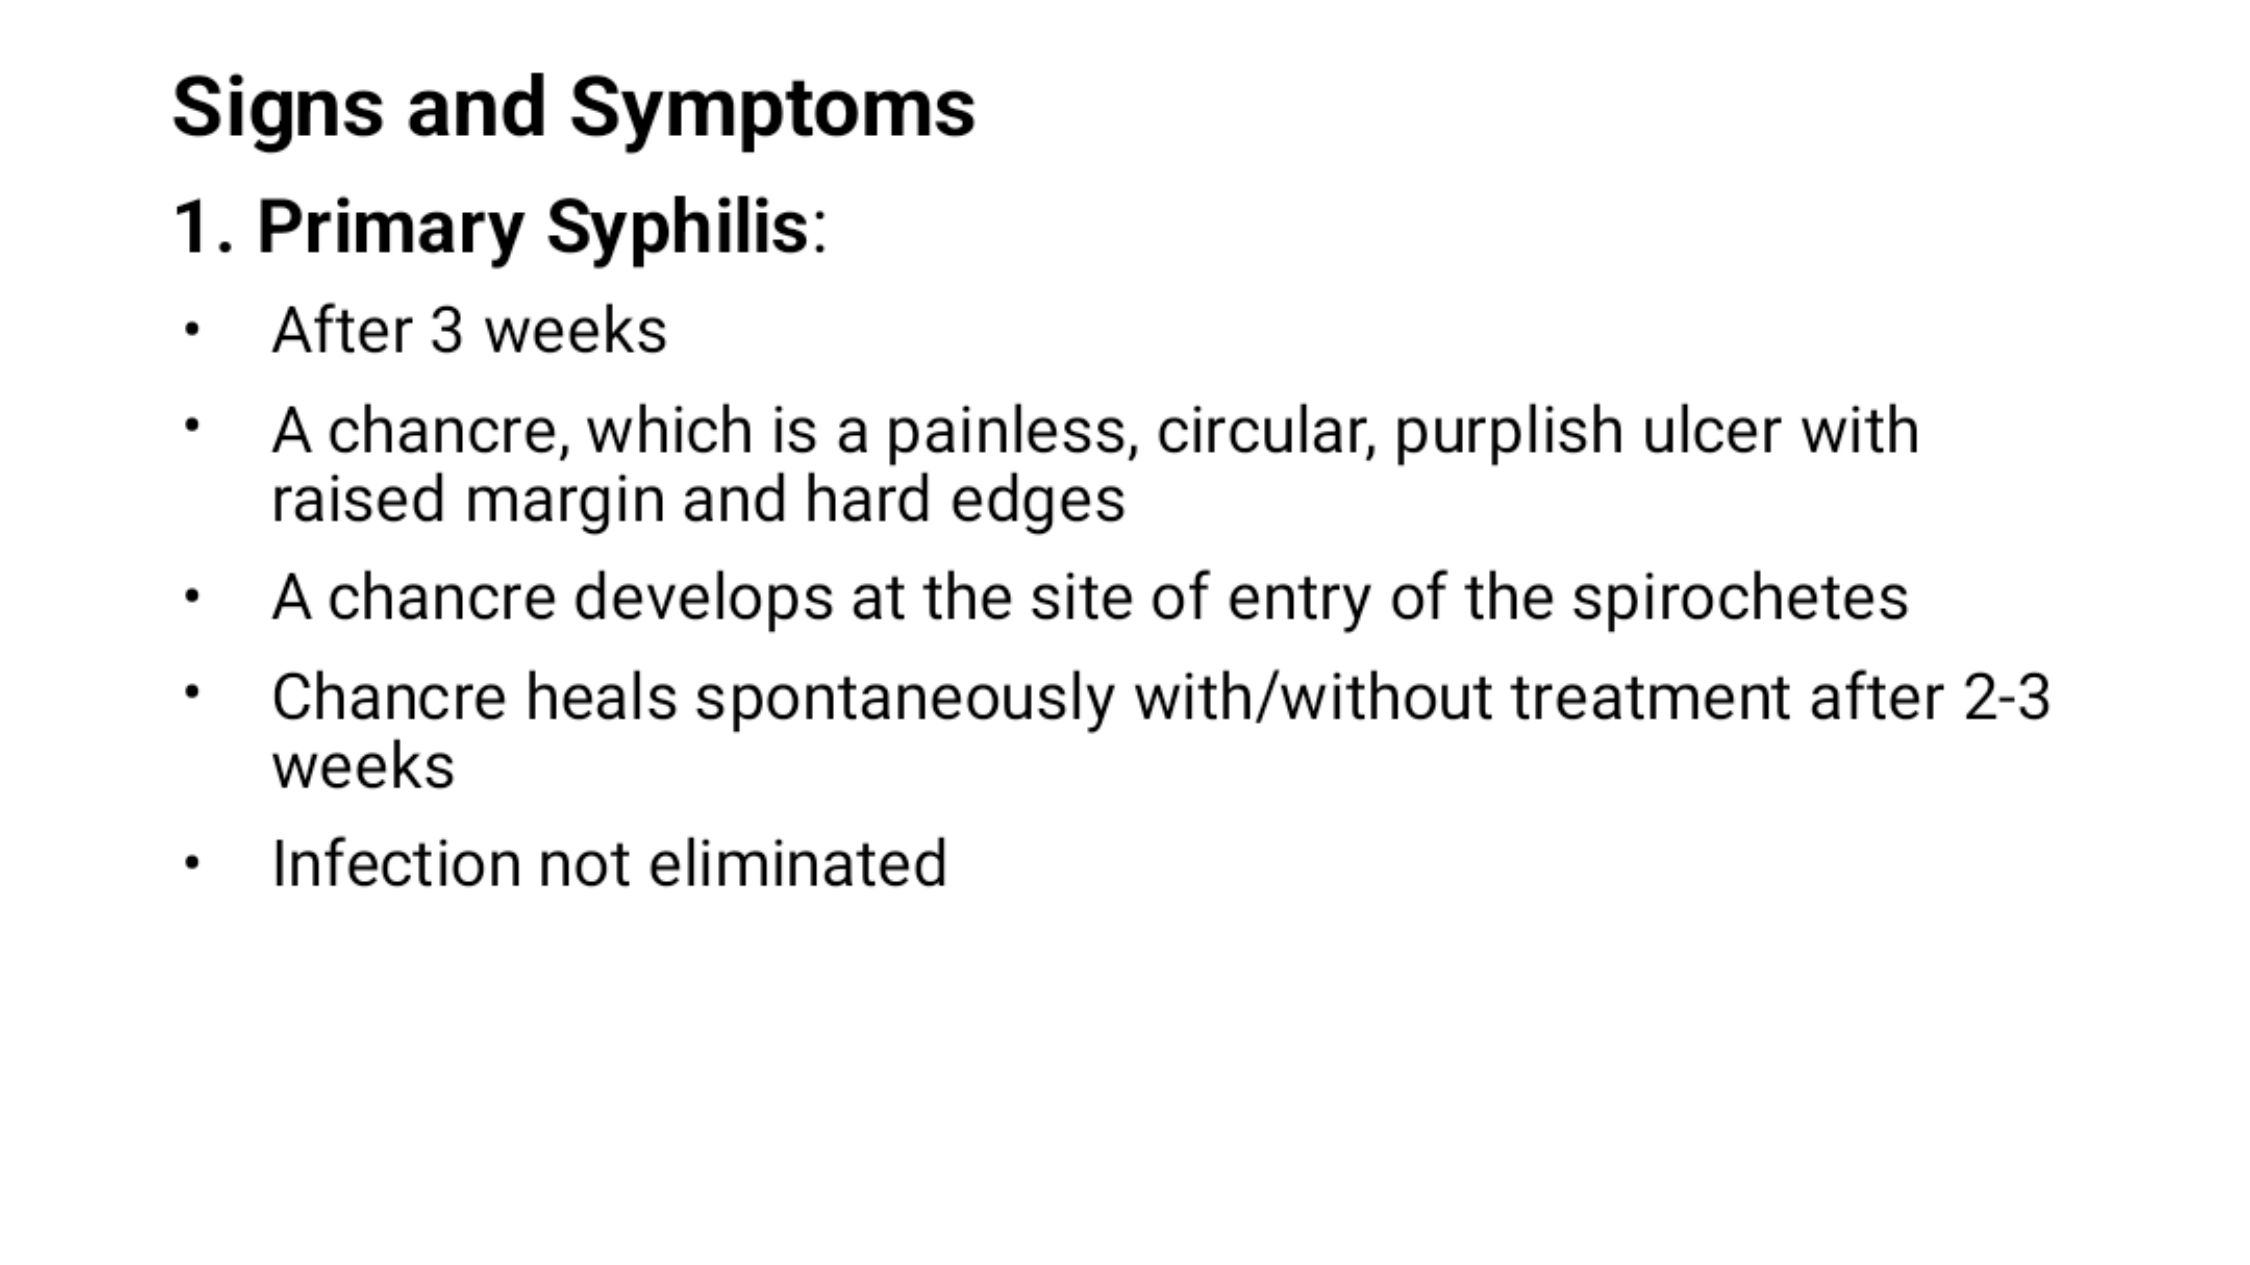 Signs and Symptoms
1. Primary Syphilis:
• After 3 weeks
• A chancre, which is a painless, circular, purplish ulcer with
raised margin and hard edges
• A chancre develops at the site of entry of the spirochetes
• Chancre heals spontaneously with/without treatment after 2-3
weeks
• Infection not eliminated